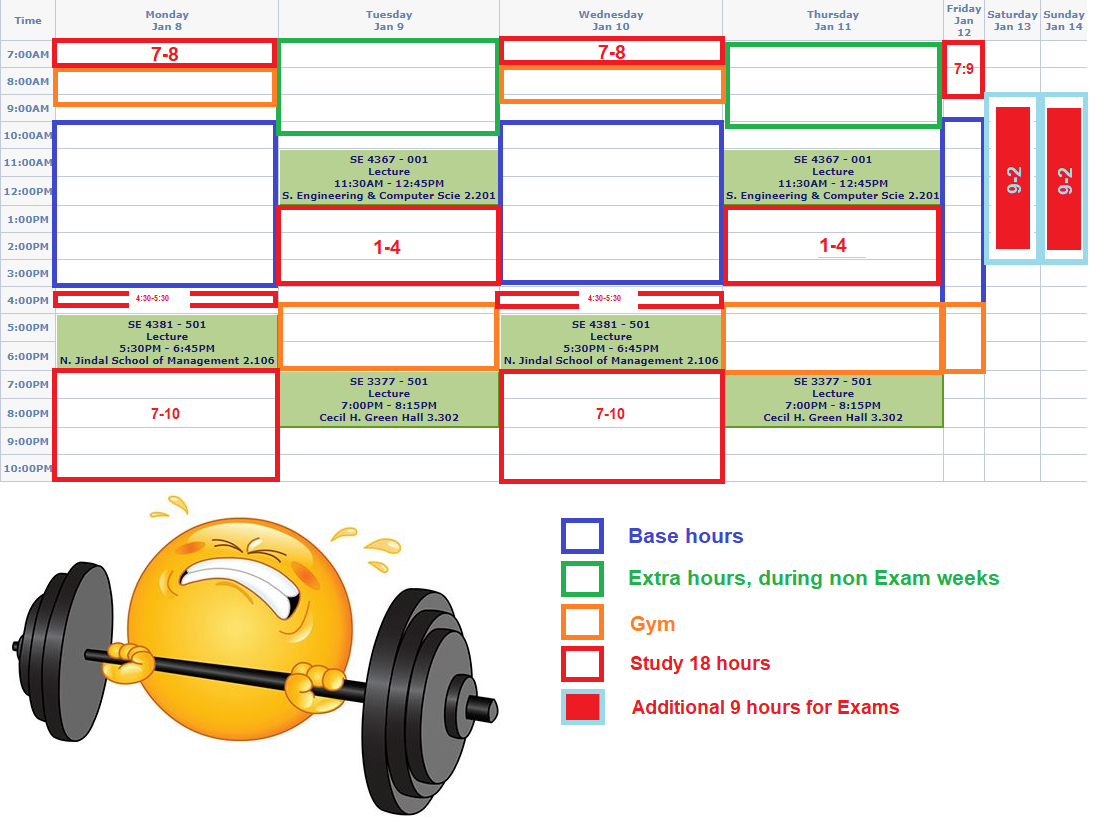 Time
Monday
Jan 8
Tuesday
Jan 9
Wednesday
Jan 10
Thursday
Jan 11
Friday
Jan
12
Saturday
Jan 13
Sunday
Jan 14
7:00AM
7-8
7-8
7:9
8:00AM
9:00AM
10:00AM
11:00AM
SE 4367 - 001
Lecture
11:30AM - 12:45PM
S. Engineering & Computer Scie 2.201
SE 4367 - 001
Lecture
11:30AM - 12:45PM
S. Engineering & Computer Scie 2.201
9-2
9-2
12:00PM
1:00PM
2:00PM
1-4
1-4
3:00PM
4:00PM
4:30-5:30
4:30-5:30
5:00PM
SE 4381 - 501
Lecture
5:30PM - 6:45PM
N. Jindal School of Management 2.106
SE 4381 - 501
Lecture
5:30PM - 6:45PM
N. Jindal School of Management 2.106
6:00PM
7:00PM
SE 3377 - 501
Lecture
7:00PM - 8:15PM
Cecil H. Green Hall 3.302
SE 3377 - 501
Lecture
7:00PM - 8:15PM
Cecil H. Green Hall 3.302
8:00PM
7-10
7-10
9:00PM
10:00PM
Base hours
Extra hours, during non Exam weeks
Gym
Study 18 hours
Additional 9 hours for Exams